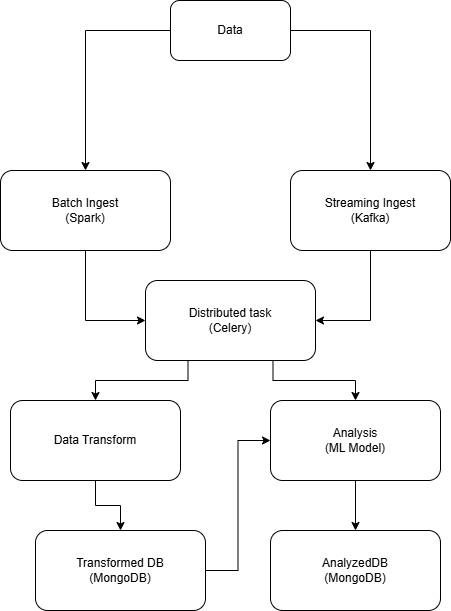 Data
Batch Ingest
(Spark)
Streaming Ingest
(Kafka)
Distributed task
(Celery)
Data Transform
Analysis
(ML Model)
Transformed DB
(MongoDB)
AnalyzedDB
(MongoDB)